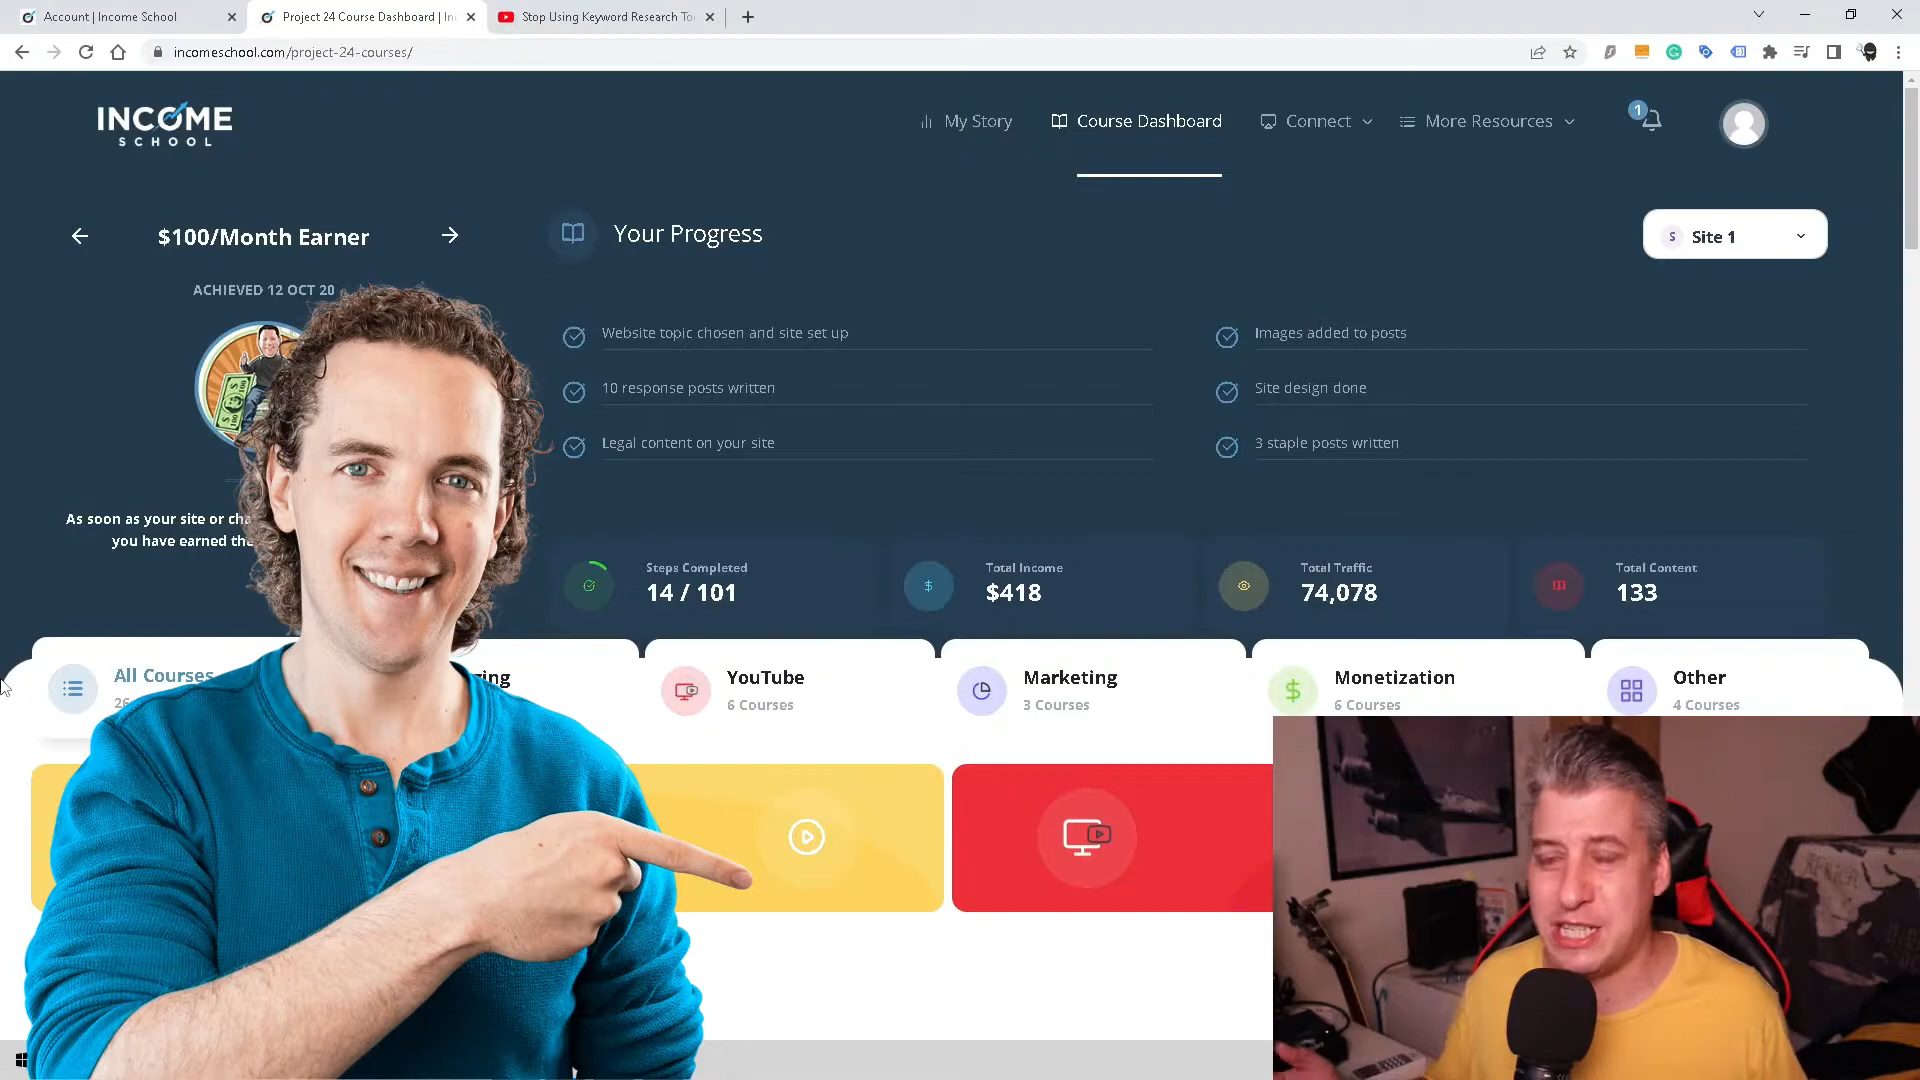 Account | Income School
Project 24 Course Dashboard | Inc
Stop Using Keyword Research To
incomeschool.com/project-24-courses/
INCOME
SCHOOL
My Story
Course Dashboard
Connect
More Resources
1
$100/Month Earner
Your Progress
S Site 1
ACHIEVED 12 OCT 20
Website topic chosen and site set up
Images added to posts
10 response posts written
Site design done
Legal content on your site
3 staple posts written
As soon as your site or cha
you have earned tha
Steps Completed
14 / 101
Total Income
$418
Total Traffic
74,078
Total Content
133
All Courses
26
YouTube
6 Courses
Marketing
3 Courses
Monetization
6 Courses
Other
4 Courses